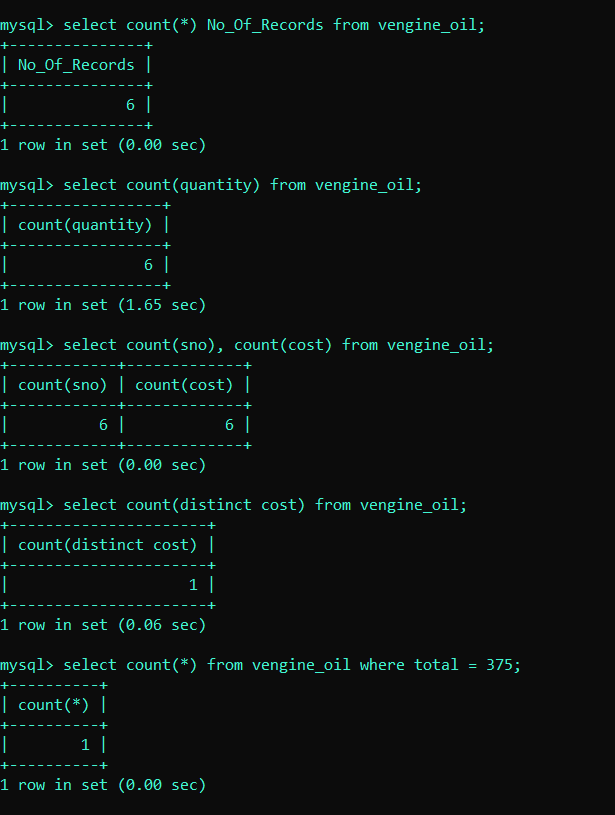 mysql> select count(*) No_Of_Records from vengine_oil;
+---------------+
| No_Of_Records |
+---------------+
|             6 |
+---------------+
1 row in set (0.00 sec)

mysql> select count(quantity) from vengine_oil;
+-----------------+
| count(quantity) |
+-----------------+
|               6 |
+-----------------+
1 row in set (1.65 sec)

mysql> select count(sno), count(cost) from vengine_oil;
+------------+-------------+
| count(sno) | count(cost) |
+------------+-------------+
|          6 |           6 |
+------------+-------------+
1 row in set (0.00 sec)

mysql> select count(distinct cost) from vengine_oil;
+----------------------+
| count(distinct cost) |
+----------------------+
|                    1 |
+----------------------+
1 row in set (0.06 sec)

mysql> select count(*) from vengine_oil where total = 375;
+----------+
| count(*) |
+----------+
|        1 |
+----------+
1 row in set (0.00 sec)